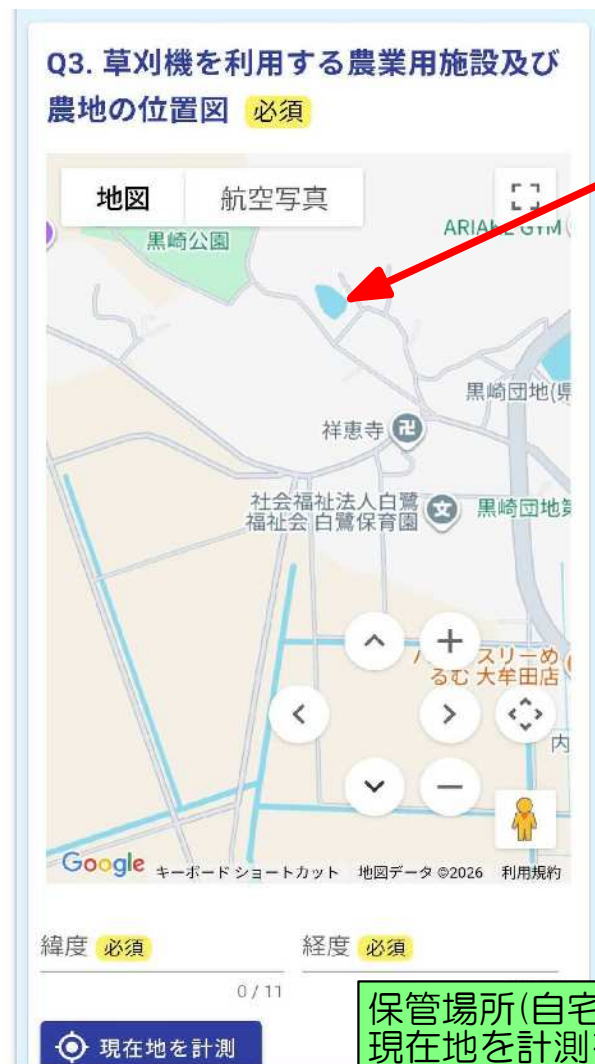 Q3. 草刈機を利用する農業用施設及び
農地の位置図 必須
地図 航空写真
黒崎公園
ARIAKE GYM
黒崎団地(県
祥恵寺
社会福祉法人白鷺
福祉会 白鷺保育園
黒崎団地第
スリーめ
るむ 大牟田店
内
Google キーボード ショートカット 地図データ ©2026 利用規約
緯度 必須 経度 必須
0 / 11
現在地を計測
保管場所(自宅
現在地を計測